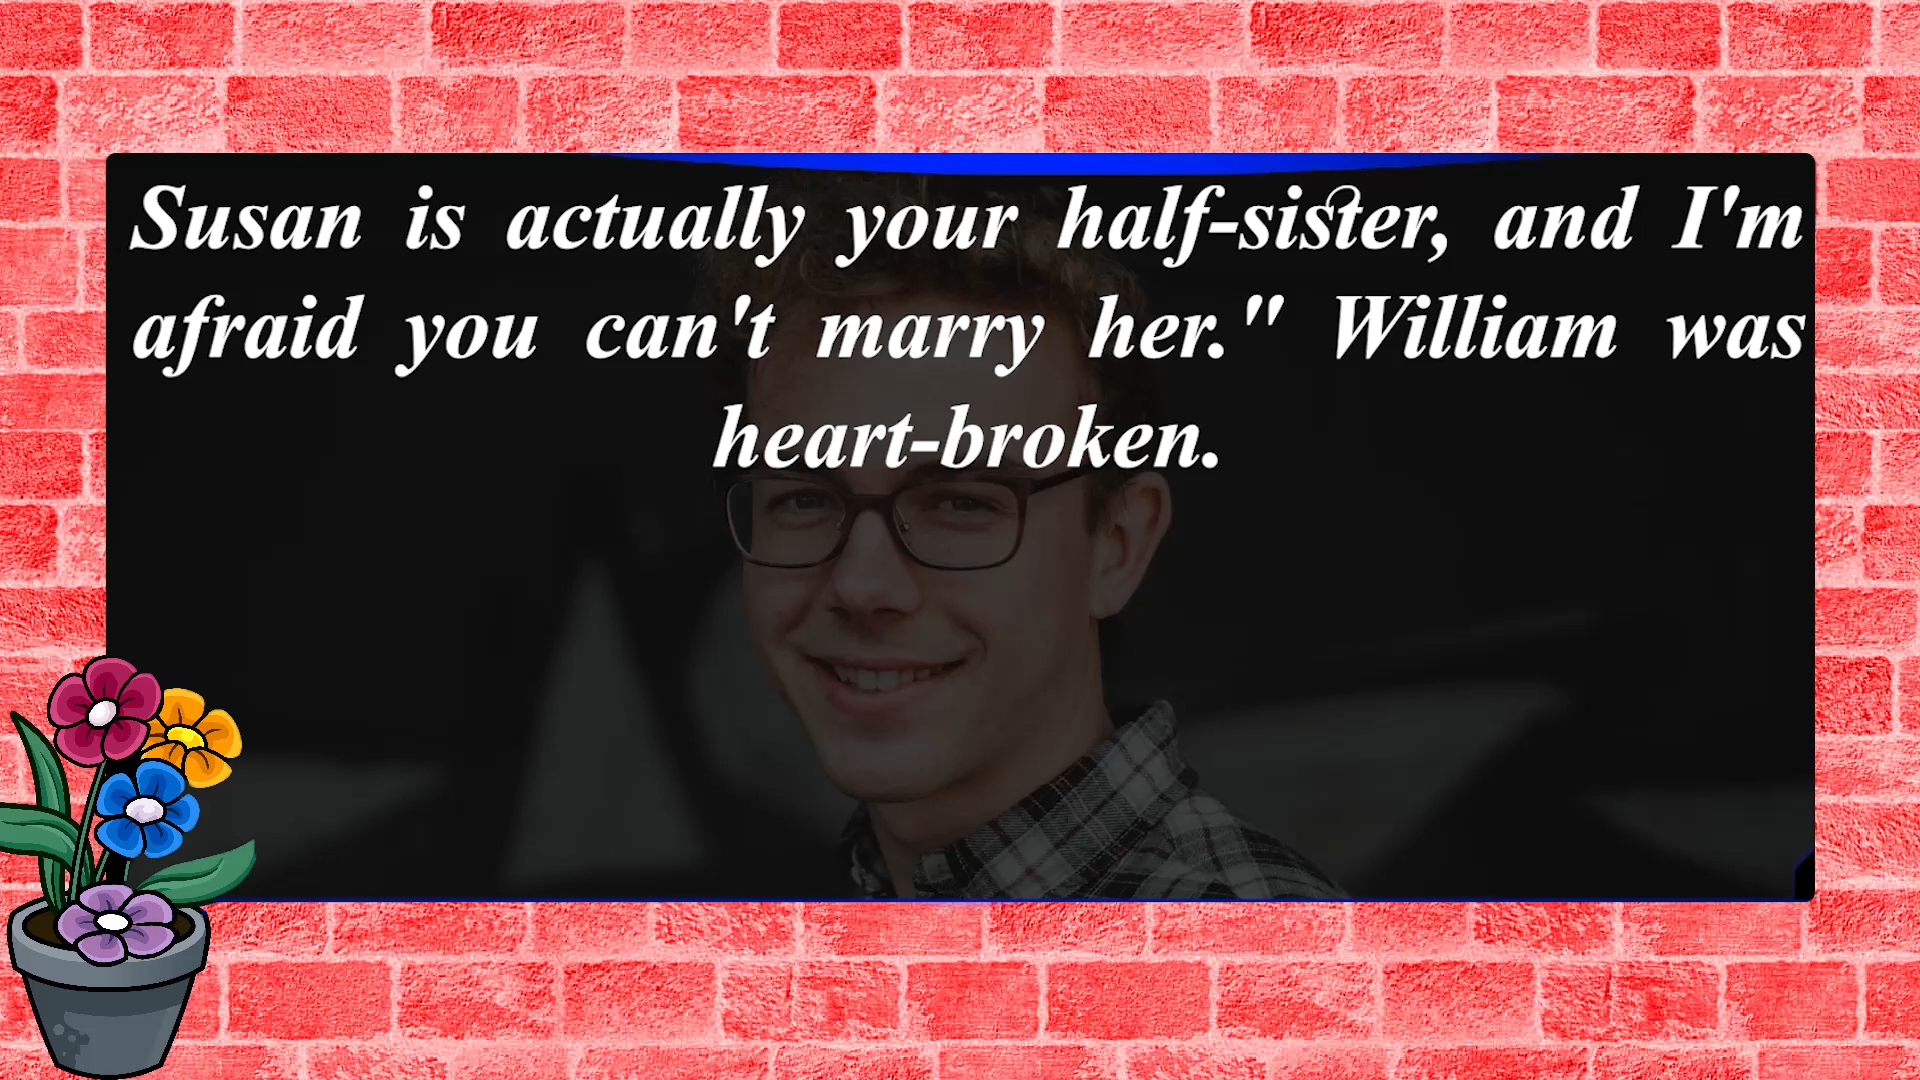 Susan is actually your half-sister, and I'm
afraid you can't marry her." William was
heart-broken.